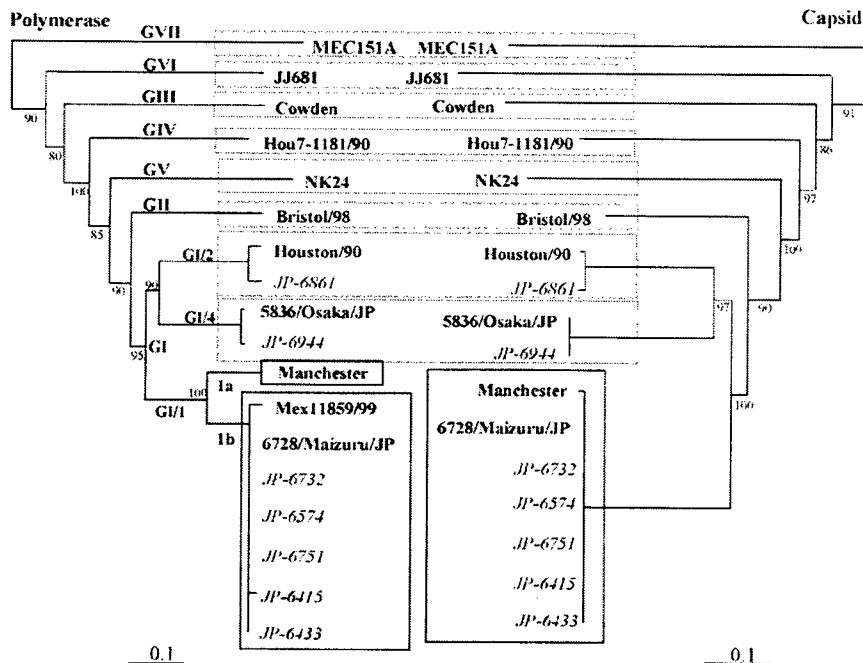 Polymerase
Capsid
GVII
MEC151A MEC151A
GVI
JJ681 JJ681
GIII
Cowden Cowden
90
91
GIV
80
86
Hou7-1181/90 Hou7-1181/90
GV
100
97
NK24 NK24
GII
85
Bristol/98 Bristol/98
100
GI/2
Houston/90 Houston/90
90
99
JP-6861 JP-6861
90
97
GI/4
5836/Osaka/JP 5836/Osaka/JP
95
GI
JP-6944 JP-6944
1a
Manchester
Manchester
100
100
GI/1
1b
Mex11859/99
6728/Maizuru/JP 6728/Maizuru/JP
JP-6732 JP-6732
JP-6574 JP-6574
JP-6751 JP-6751
JP-6415 JP-6415
JP-6433 JP-6433
0.1 0.1